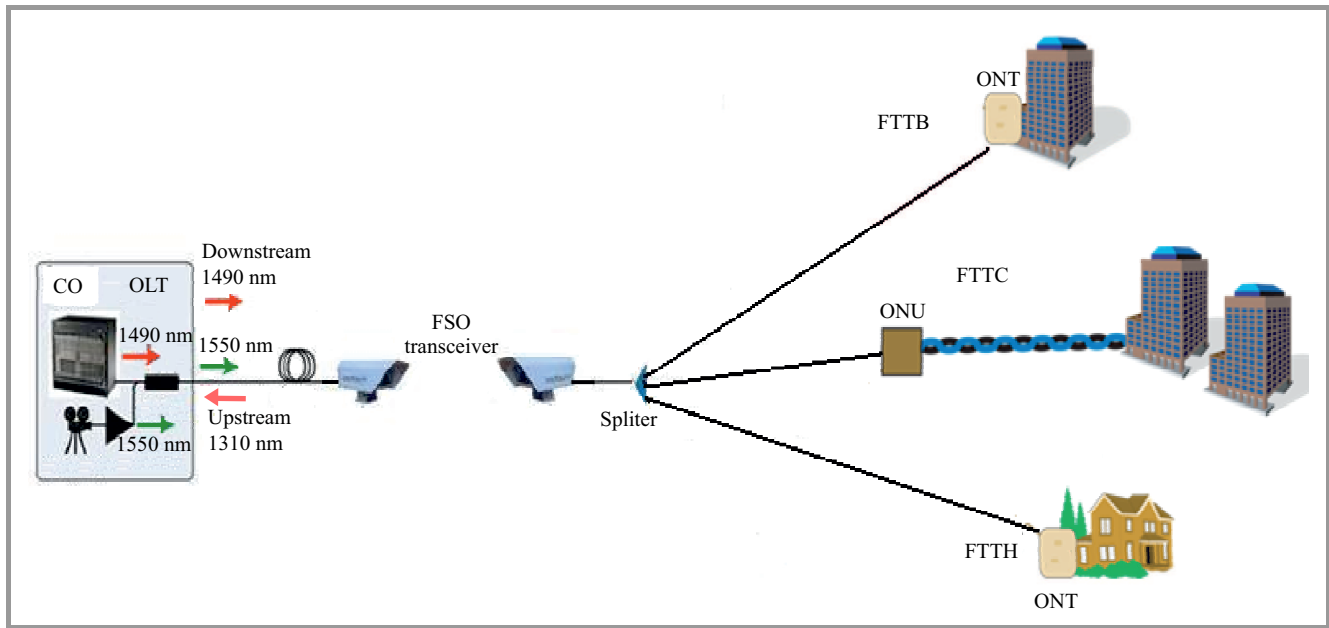 ONT
FTTB
Downstream
1490 nm
CO
OLT
FTTC
1490 nm
1550 nm
FSO
transceiver
ONU
Upstream
1310 nm
1550 nm
Spliter
FTTH
ONT